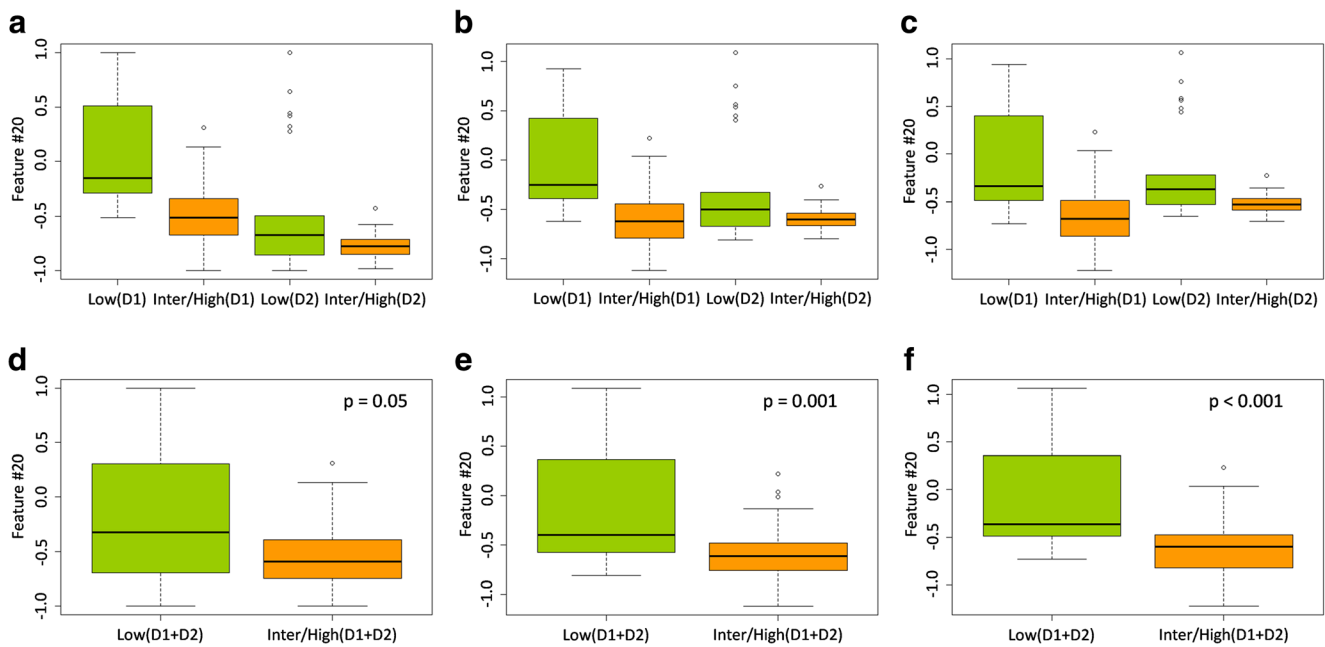 a
1.0
0.5
0.0
-0.5
-1.0
Feature #20
Low(D1) Inter/High(D1) Low(D2) Inter/High(D2)
b
1.0
0.5
0.0
-0.5
-1.0
Feature #20
Low(D1) Inter/High(D1) Low(D2) Inter/High(D2)
c
1.0
0.5
0.0
-0.5
-1.0
Feature #20
Low(D1) Inter/High(D1) Low(D2) Inter/High(D2)
d
p = 0.05
1.0
0.5
0.0
-0.5
-1.0
Feature #20
Low(D1+D2) Inter/High(D1+D2)
e
p = 0.001
1.0
0.5
0.0
-0.5
-1.0
Feature #20
Low(D1+D2) Inter/High(D1+D2)
f
p < 0.001
1.0
0.5
0.0
-0.5
-1.0
Feature #20
Low(D1+D2) Inter/High(D1+D2)